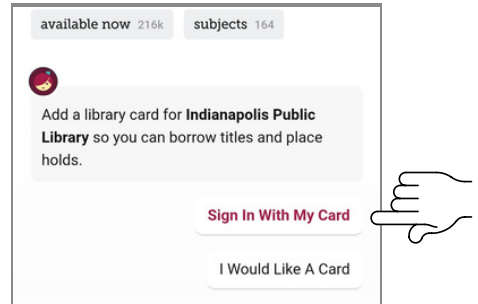 available now 216k subjects 164
Add a library card for Indianapolis Public
Library so you can borrow titles and place
holds.
Sign In With My Card
I Would Like A Card